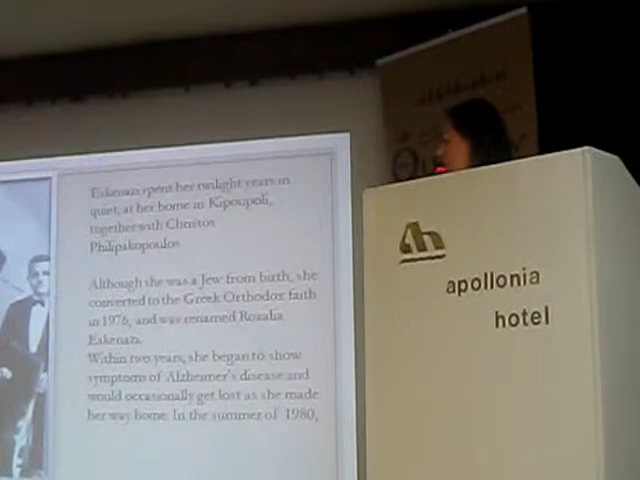 Eskenazi spent her twilight years in
quiet, at her home in Kipoupoli,
together with Christos
Philipakopoulos
Although she was a Jew from birth, she
converted to the Greek Orthodox faith
in 1976, and was renamed Rozalia
Eskenazi.
Within two years, she began to show
symptoms of Alzheimer's disease and
would occasionally get lost as she made
her way home. In the summer of 1980,
apollonia
hotel